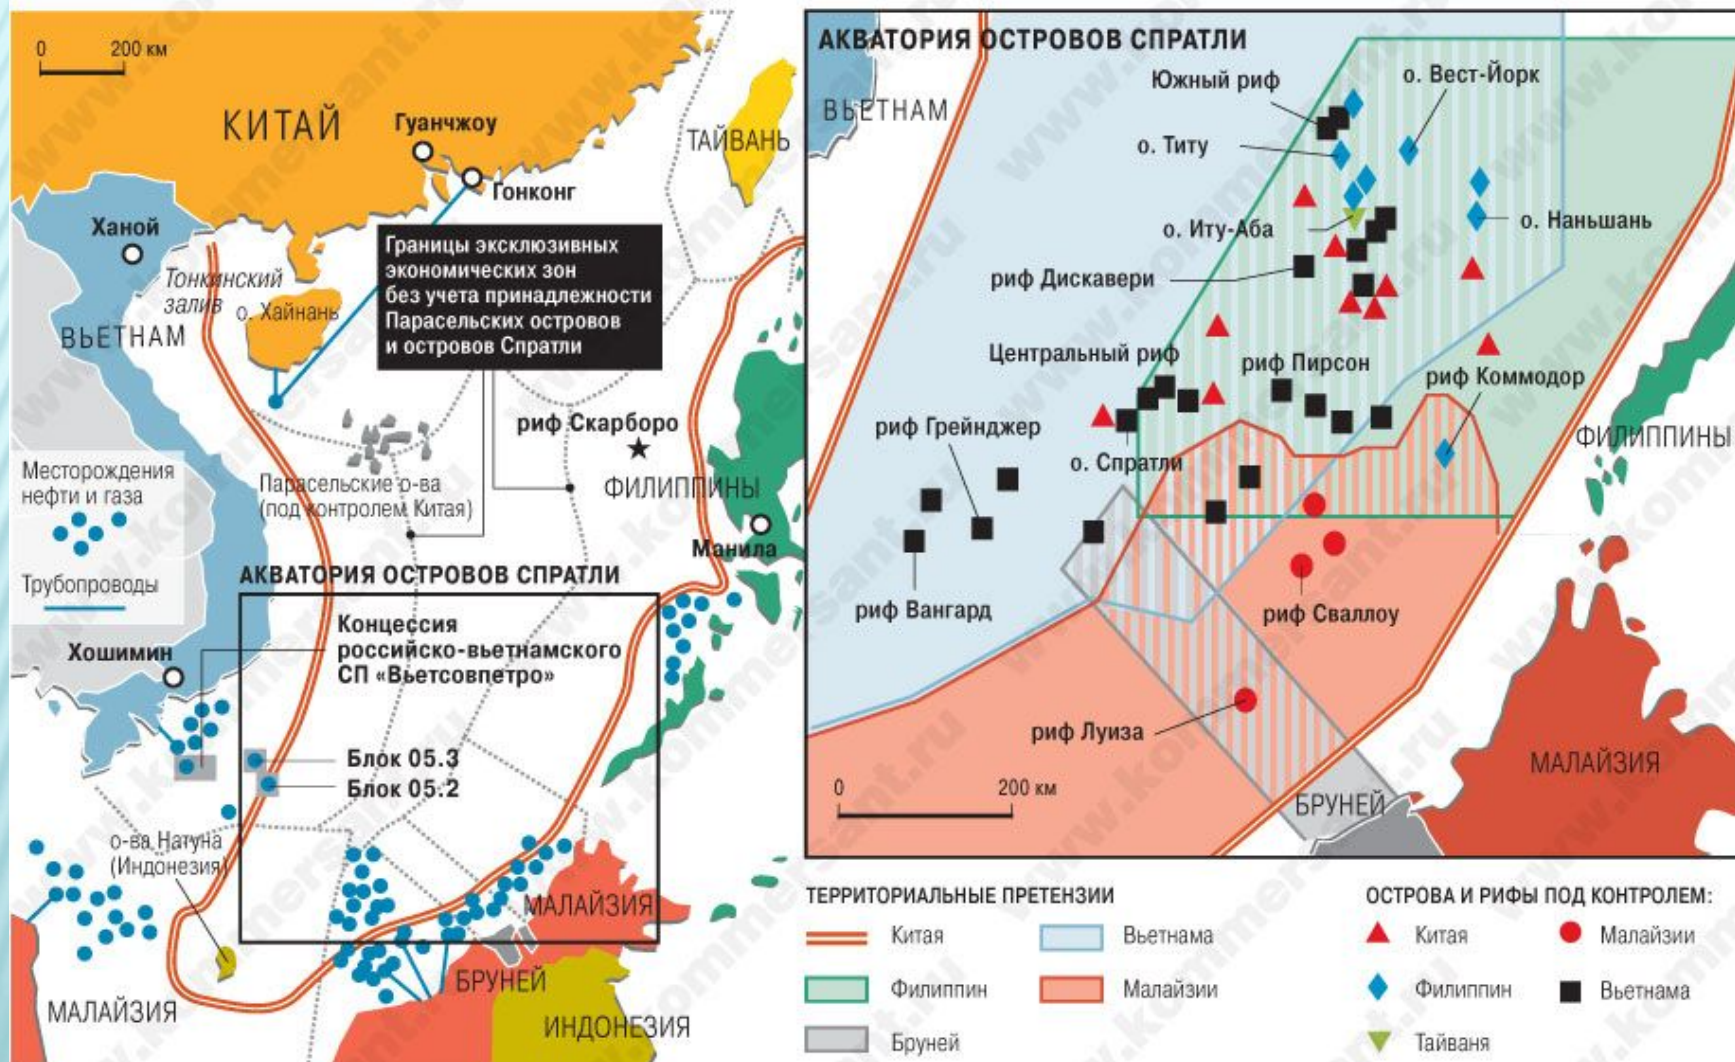 0 200 км
КИТАЙ
Гуанчжоу
ТАЙВАНЬ
Гонконг
Ханой
Границы эксклюзивных
экономических зон
без учета принадлежности
Парасельских островов
и островов Спратли
Тонкинский
залив
о. Хайнань
ВЬЕТНАМ
риф Скарборо
Месторождения
нефти и газа
Парасельские о-ва
(под контролем Китая)
ФИЛИППИНЫ
Манила
Трубопроводы
АКВАТОРИЯ ОСТРОВОВ СПРАТЛИ
Концессия
российско-вьетнамского
СП «Вьетсовпетро»
Хошимин
Блок 05.3
Блок 05.2
о-ва Натуна
(Индонезия)
МАЛАЙЗИЯ
БРУНЕЙ
МАЛАЙЗИЯ
ИНДОНЕЗИЯ
АКВАТОРИЯ ОСТРОВОВ СПРАТЛИ
ВЬЕТНАМ
Южный риф
о. Вест-Йорк
о. Титу
о. Иту-Аба
о. Наньшань
риф Дискавери
Центральный риф
риф Пирсон
риф Коммодор
риф Грейнджер
о. Спратли
ФИЛИППИНЫ
риф Вангард
риф Сваллоу
риф Луиза
МАЛАЙЗИЯ
0 200 км
БРУНЕЙ
ТЕРРИТОРИАЛЬНЫЕ ПРЕТЕНЗИИ
Китая
Вьетнама
Филиппин
Малайзии
Бруней
ОСТРОВА И РИФЫ ПОД КОНТРОЛЕМ:
Китая
Малайзии
Филиппин
Вьетнама
Тайваня
www.kommersant.ru